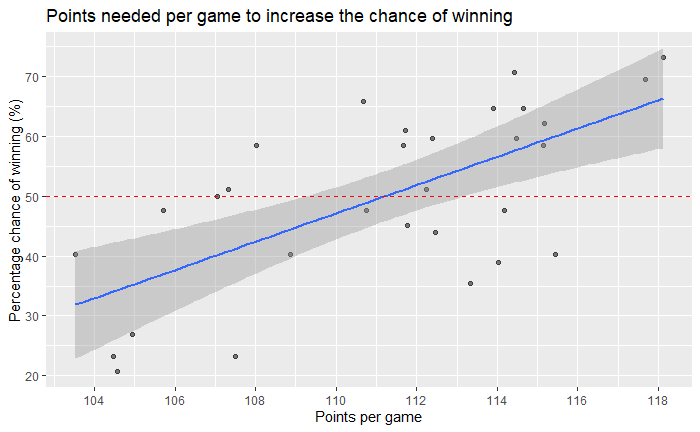 Points needed per game to increase the chance of winning
Percentage chance of winning (%)
70
60
50
40
30
20
104 106 108 110 112 114 116 118
Points per game